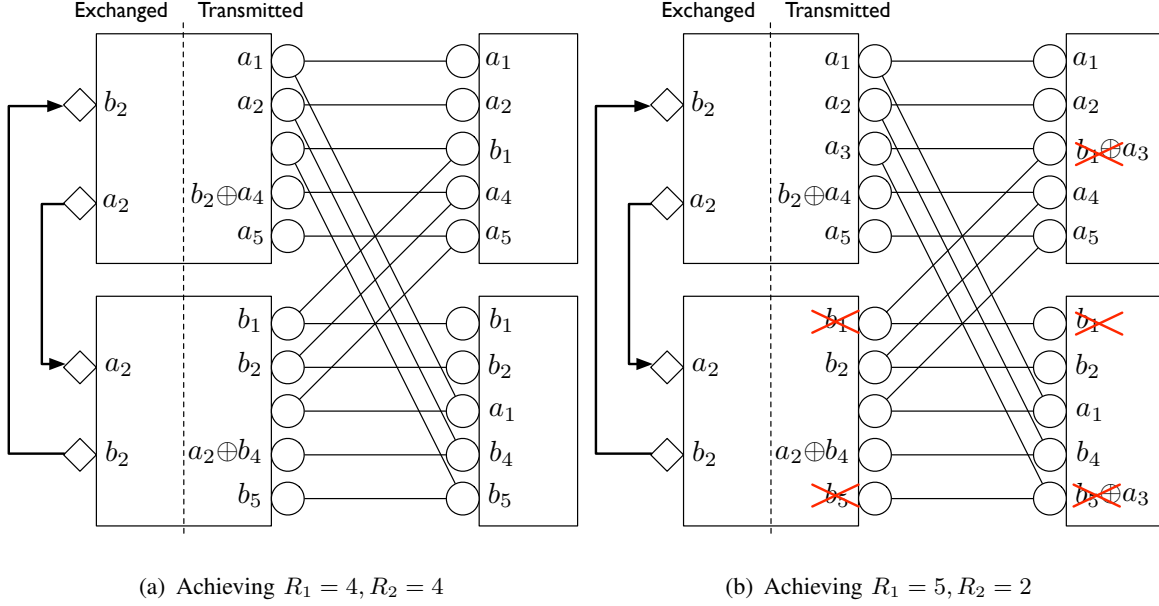 Exchanged Transmitted
a₁ a₁
b₂ a₂ a₂
b₁
a₂ b₂⊕a₄ a₄
a₅ a₅
b₁ b₁
a₂ b₂ b₂
a₁
b₂ a₂⊕b₄ b₄
b₅ b₅
(a) Achieving R₁ = 4, R₂ = 4
Exchanged Transmitted
a₁ a₁
b₂ a₂ a₂
a₃ b₁⊕a₃
a₂ b₂⊕a₄ a₄
a₅ a₅
b₁ b₁
a₂ b₂ b₂
a₁
b₂ a₂⊕b₄ b₄
b₅ b₅⊕a₃
(b) Achieving R₁ = 5, R₂ = 2